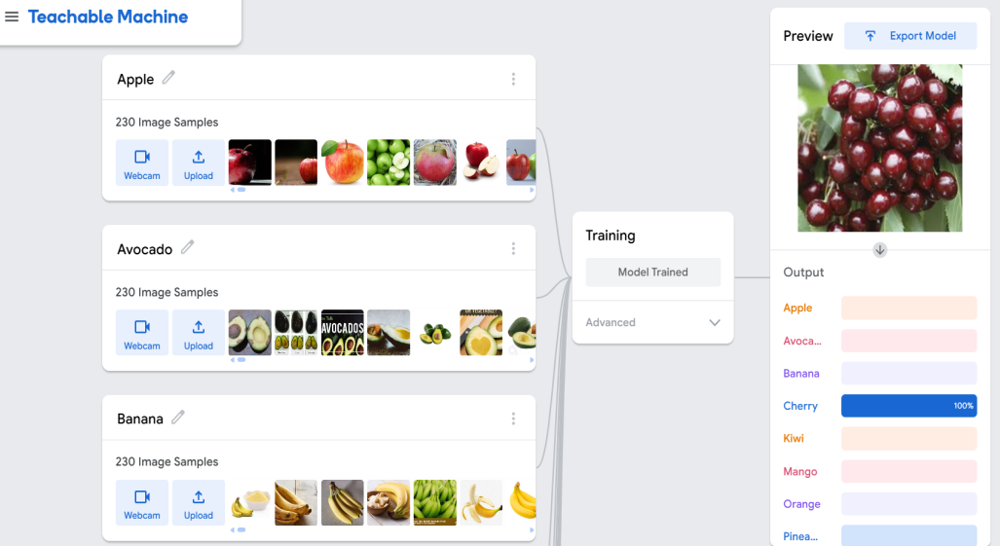 Teachable Machine
Apple
230 Image Samples
Webcam
Upload
Avocado
230 Image Samples
Webcam
Upload
AVOCADOS
Banana
230 Image Samples
Webcam
Upload
Training
Model Trained
Advanced
Preview
Export Model
Output
Apple
Avoca...
Banana
Cherry
100%
Kiwi
Mango
Orange
Pinea...